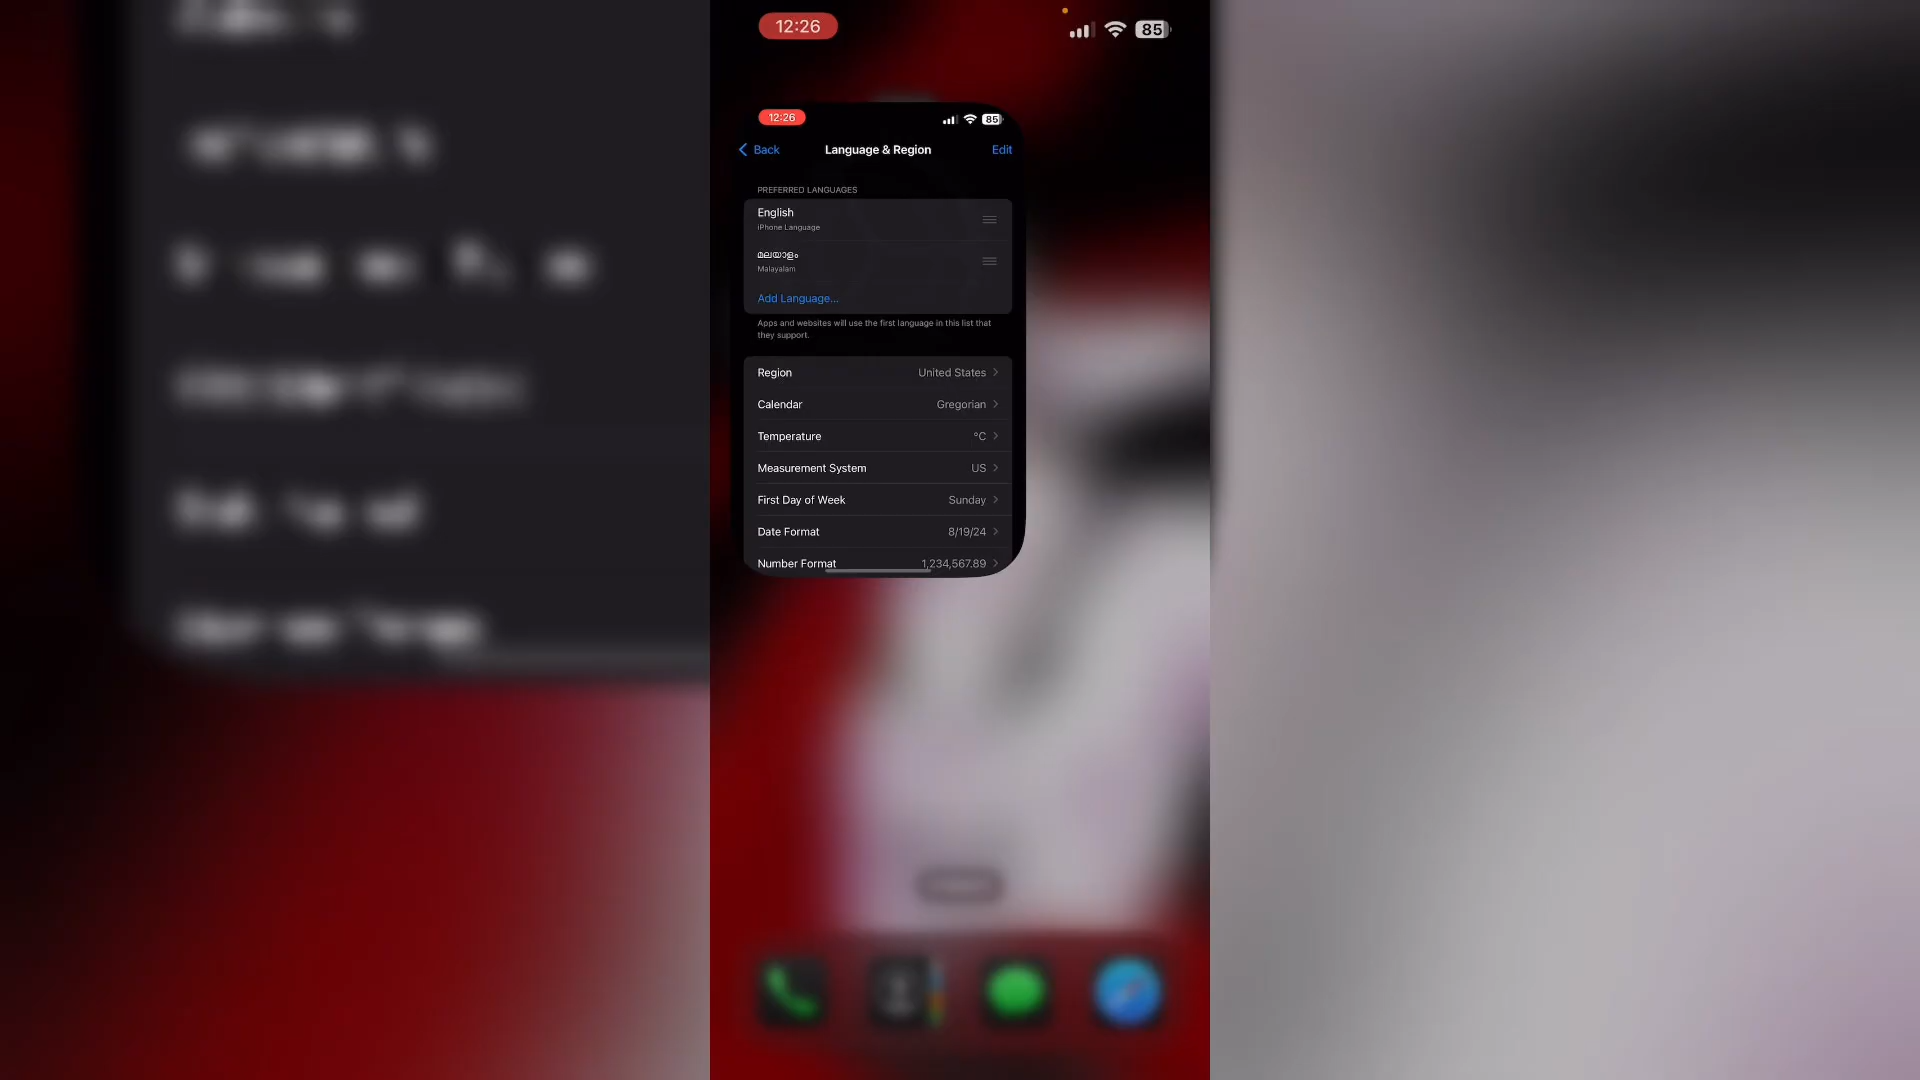 12:26
85
12:26
85
Back
Language & Region
Edit
PREFERRED LANGUAGES
English
iPhone Language
മലയാളം
Malayalam
Add Language...
Apps and websites will use the first language in this list that
they support.
Region
United States
Calendar
Gregorian
Temperature
°C
Measurement System
US
First Day of Week
Sunday
Date Format
8/19/24
Number Format
1,234,567.89